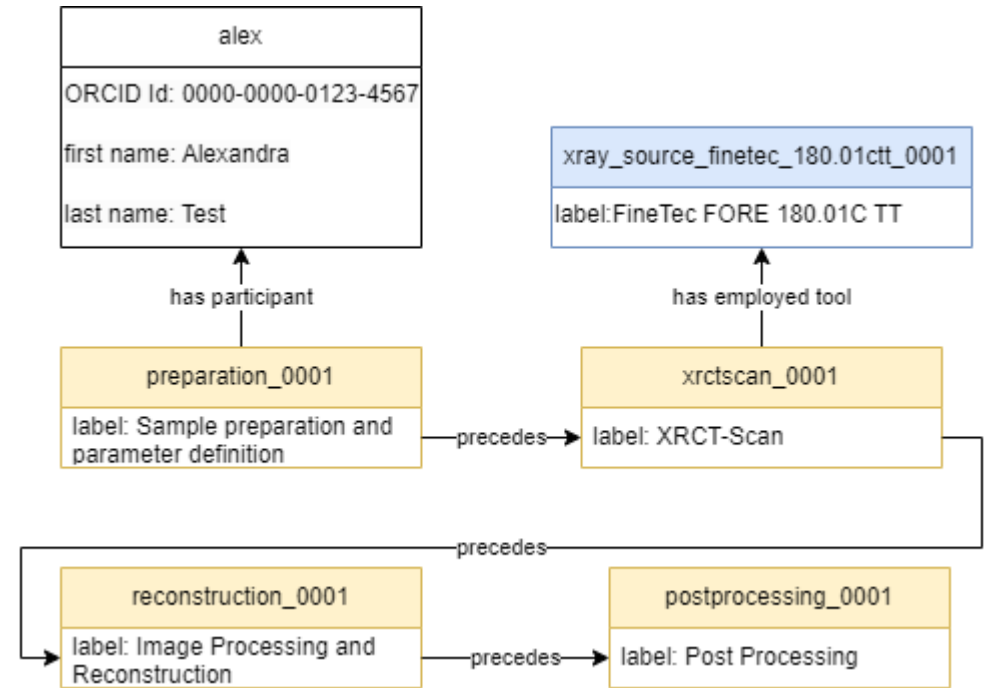 alex
ORCID Id: 0000-0000-0123-4567
first name: Alexandra
last name: Test
xray_source_finetec_180.01ctt_0001
label:FineTec FORE 180.01C TT
has participant
has employed tool
preparation_0001
label: Sample preparation and
parameter definition
precedes
xrctscan_0001
label: XRCT-Scan
precedes
reconstruction_0001
label: Image Processing and
Reconstruction
precedes
postprocessing_0001
label: Post Processing